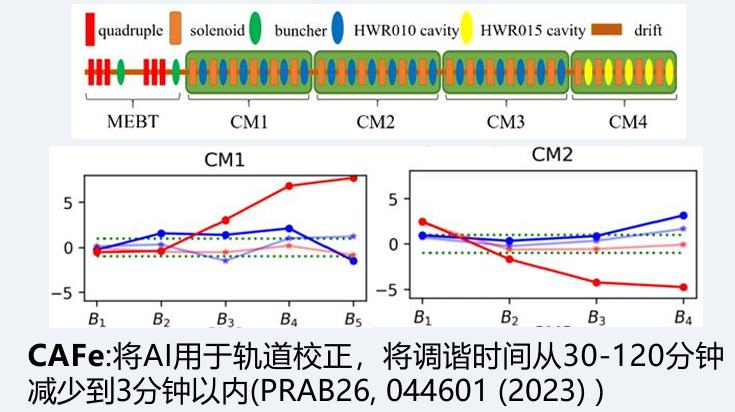 quadruple solenoid buncher HWR010 cavity HWR015 cavity drift
MEBT CM1 CM2 CM3 CM4
CM1
5
0
−5
B1 B2 B3 B4 B5
CM2
5
0
−5
B1 B2 B3 B4
CAFe:将AI用于轨道校正，将调谐时间从30-120分钟
减少到3分钟以内(PRAB26, 044601 (2023) )